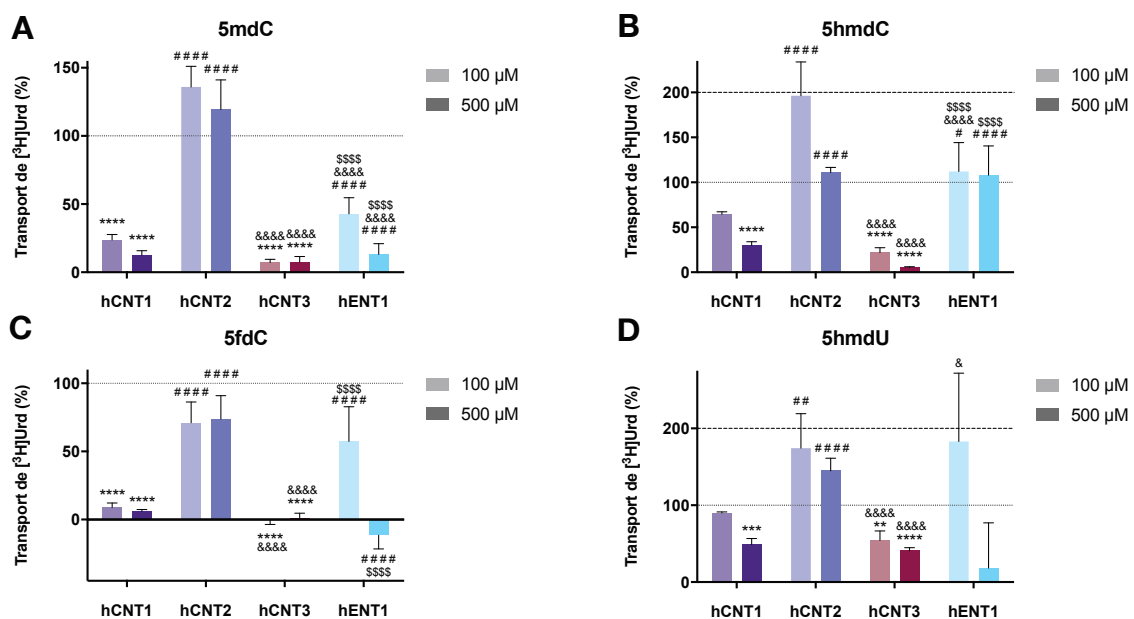 A
5mdC
Transport de [³H]Urd (%)
150
100
50
0
####
####
**** ****
&&&& &&&&
**** ****
$$$$
&&&&
####
$$$$
&&&&
####
hCNT1 hCNT2 hCNT3 hENT1
100 µM
500 µM
B
5hmdC
Transport de [³H]Urd (%)
200
150
100
50
0
####
####
****
&&&&
****
&&&&
****
$$$$
&&&&
#
$$$$
####
hCNT1 hCNT2 hCNT3 hENT1
100 µM
500 µM
C
5fdC
Transport de [³H]Urd (%)
100
50
0
**** ****
####
####
****
&&&&
&&&&
****
$$$$
####
####
$$$$
hCNT1 hCNT2 hCNT3 hENT1
100 µM
500 µM
D
5hmdU
Transport de [³H]Urd (%)
200
100
0
***
##
####
&&&&
**
&&&&
****
&
hCNT1 hCNT2 hCNT3 hENT1
100 µM
500 µM